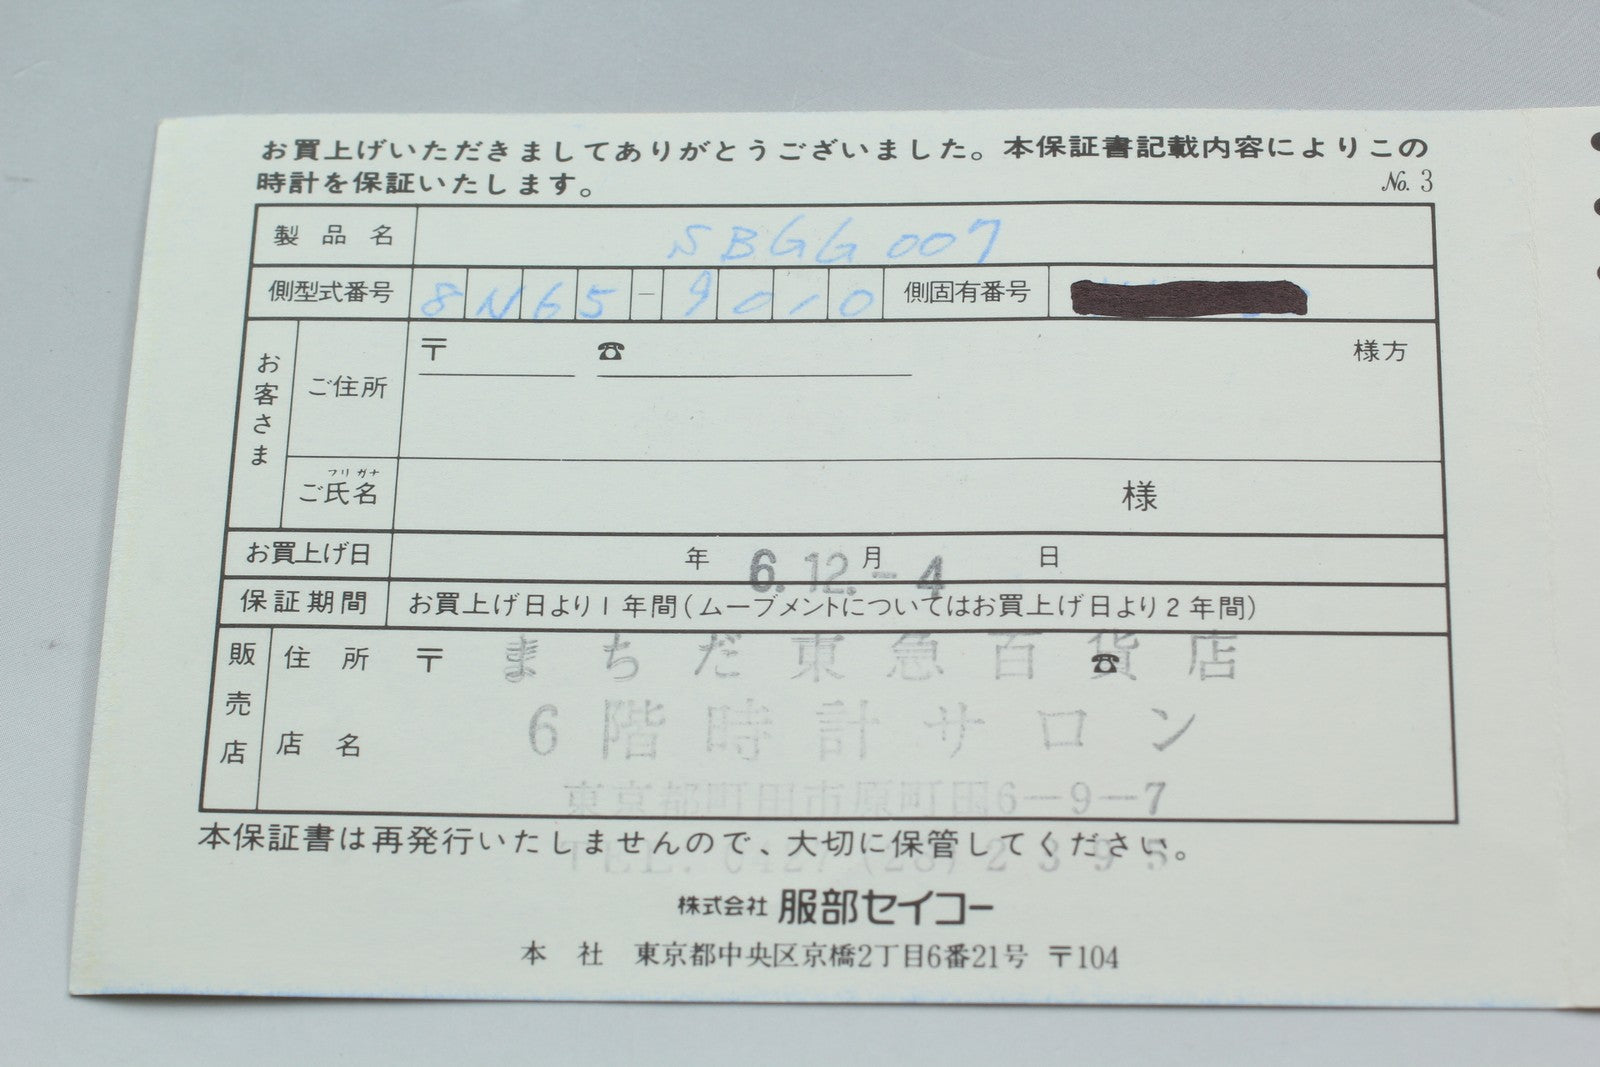 お買上げいただきましてありがとうございました。本保証書記載内容によりこの
時計を保証いたします。
No. 3
製品名 SBGG007
側型式番号 8N65-9010 側固有番号
お客さま
ご住所 〒 ☎ 様方
フリガナ
ご氏名 様
お買上げ日 年 月 日
6.12.-4
保証期間 お買上げ日より1年間(ムーブメントについてはお買上げ日より2年間)
販売店
住所 〒 ☎
まちだ東急百貨店
店名
6階時計サロン
東京都町田市原町田6-9-7
本保証書は再発行いたしませんので、大切に保管してください。
株式会社 服部セイコー
本社 東京都中央区京橋2丁目6番21号 〒104